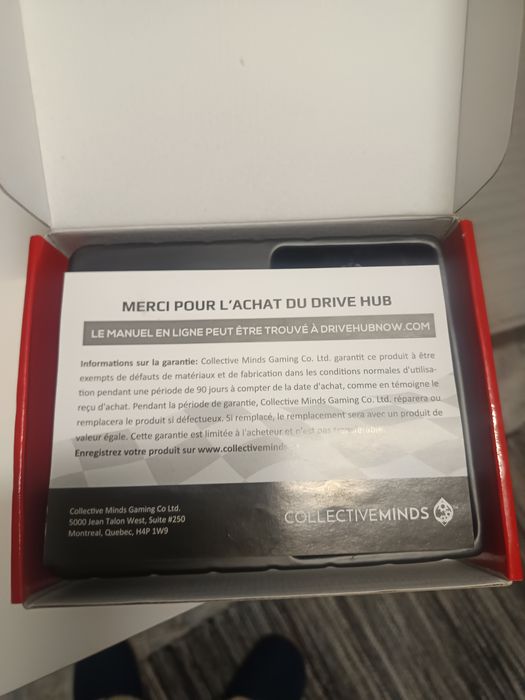 MERCI POUR L'ACHAT DU DRIVE HUB
LE MANUEL EN LIGNE PEUT ÊTRE TROUVÉ À DRIVEHUBNOW.COM
Informations sur la garantie: Collective Minds Gaming Co. Ltd. garantit ce produit à être
exempts de défauts de matériaux et de fabrication dans les conditions normales d'utilisa-
tion pendant une période de 90 jours à compter de la date d'achat, comme en témoigne le
reçu d'achat. Pendant la période de garantie, Collective Minds Gaming Co. Ltd. réparera ou
remplacera le produit si défectueux. Si remplacé, le remplacement sera avec un produit de
valeur égale. Cette garantie est limitée à l'acheteur et n'est pas
Enregistrez votre produit sur www.collectiveminds
Collective Minds Gaming Co Ltd.
5000 Jean Talon West, Suite #250
Montreal, Quebec, H4P 1W9
COLLECTIVEMINDS